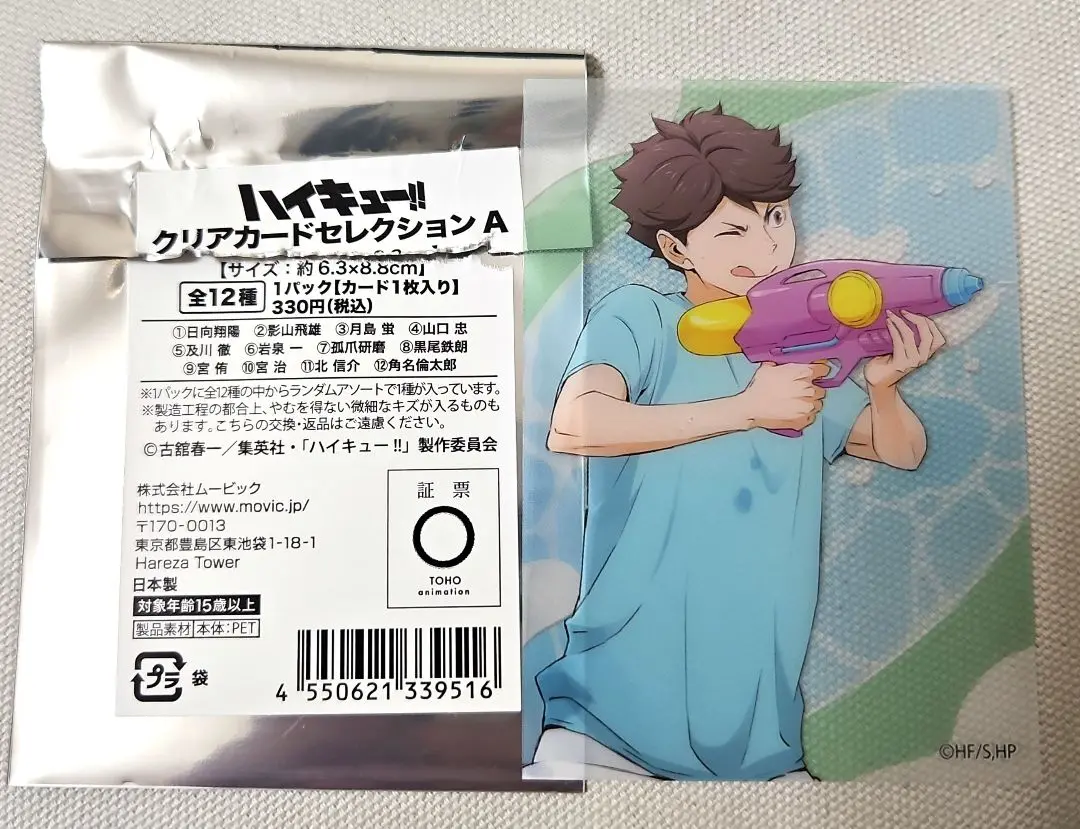 ハイキュー!!
クリアカードセレクション A
【サイズ：約6.3×8.8cm】
全12種
1パック【カード1枚入り】
330円(税込)
①日向翔陽 ②影山飛雄 ③月島 蛍 ④山口 忠
⑤及川 徹 ⑥岩泉 一 ⑦孤爪研磨 ⑧黒尾鉄朗
⑨宮 侑 ⑩宮 治 ⑪北 信介 ⑫角名倫太郎
※1パックに全12種の中からランダムアソートで1種が入っています。
※製造工程の都合上、やむを得ない微細なキズが入るものも
あります。こちらの交換・返品はご遠慮ください。
©古舘春一／集英社・「ハイキュー!!」製作委員会
株式会社ムービック
https://www.movic.jp/
〒170-0013
東京都豊島区東池袋1-18-1
Hareza Tower
日本製
対象年齢15歳以上
製品素材 本体：PET
プラ 袋
証 票
TOHO
animation
4 550621 339516
©HF/S,HP